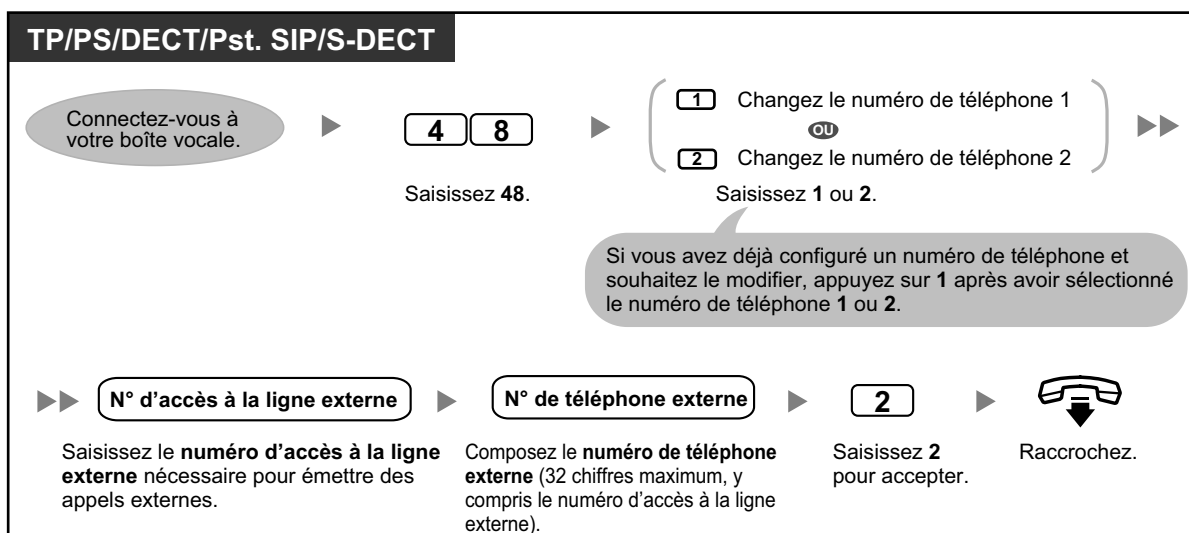 TP/PS/DECT/Pst. SIP/S-DECT
Connectez-vous à
votre boîte vocale.
4 8
Saisissez 48.
1 Changez le numéro de téléphone 1
OU
2 Changez le numéro de téléphone 2
Saisissez 1 ou 2.
Si vous avez déjà configuré un numéro de téléphone et
souhaitez le modifier, appuyez sur 1 après avoir sélectionné
le numéro de téléphone 1 ou 2.
N° d'accès à la ligne externe
Saisissez le numéro d'accès à la ligne
externe nécessaire pour émettre des
appels externes.
N° de téléphone externe
Composez le numéro de téléphone
externe (32 chiffres maximum, y
compris le numéro d'accès à la ligne
externe).
2
Saisissez 2
pour accepter.
Raccrochez.